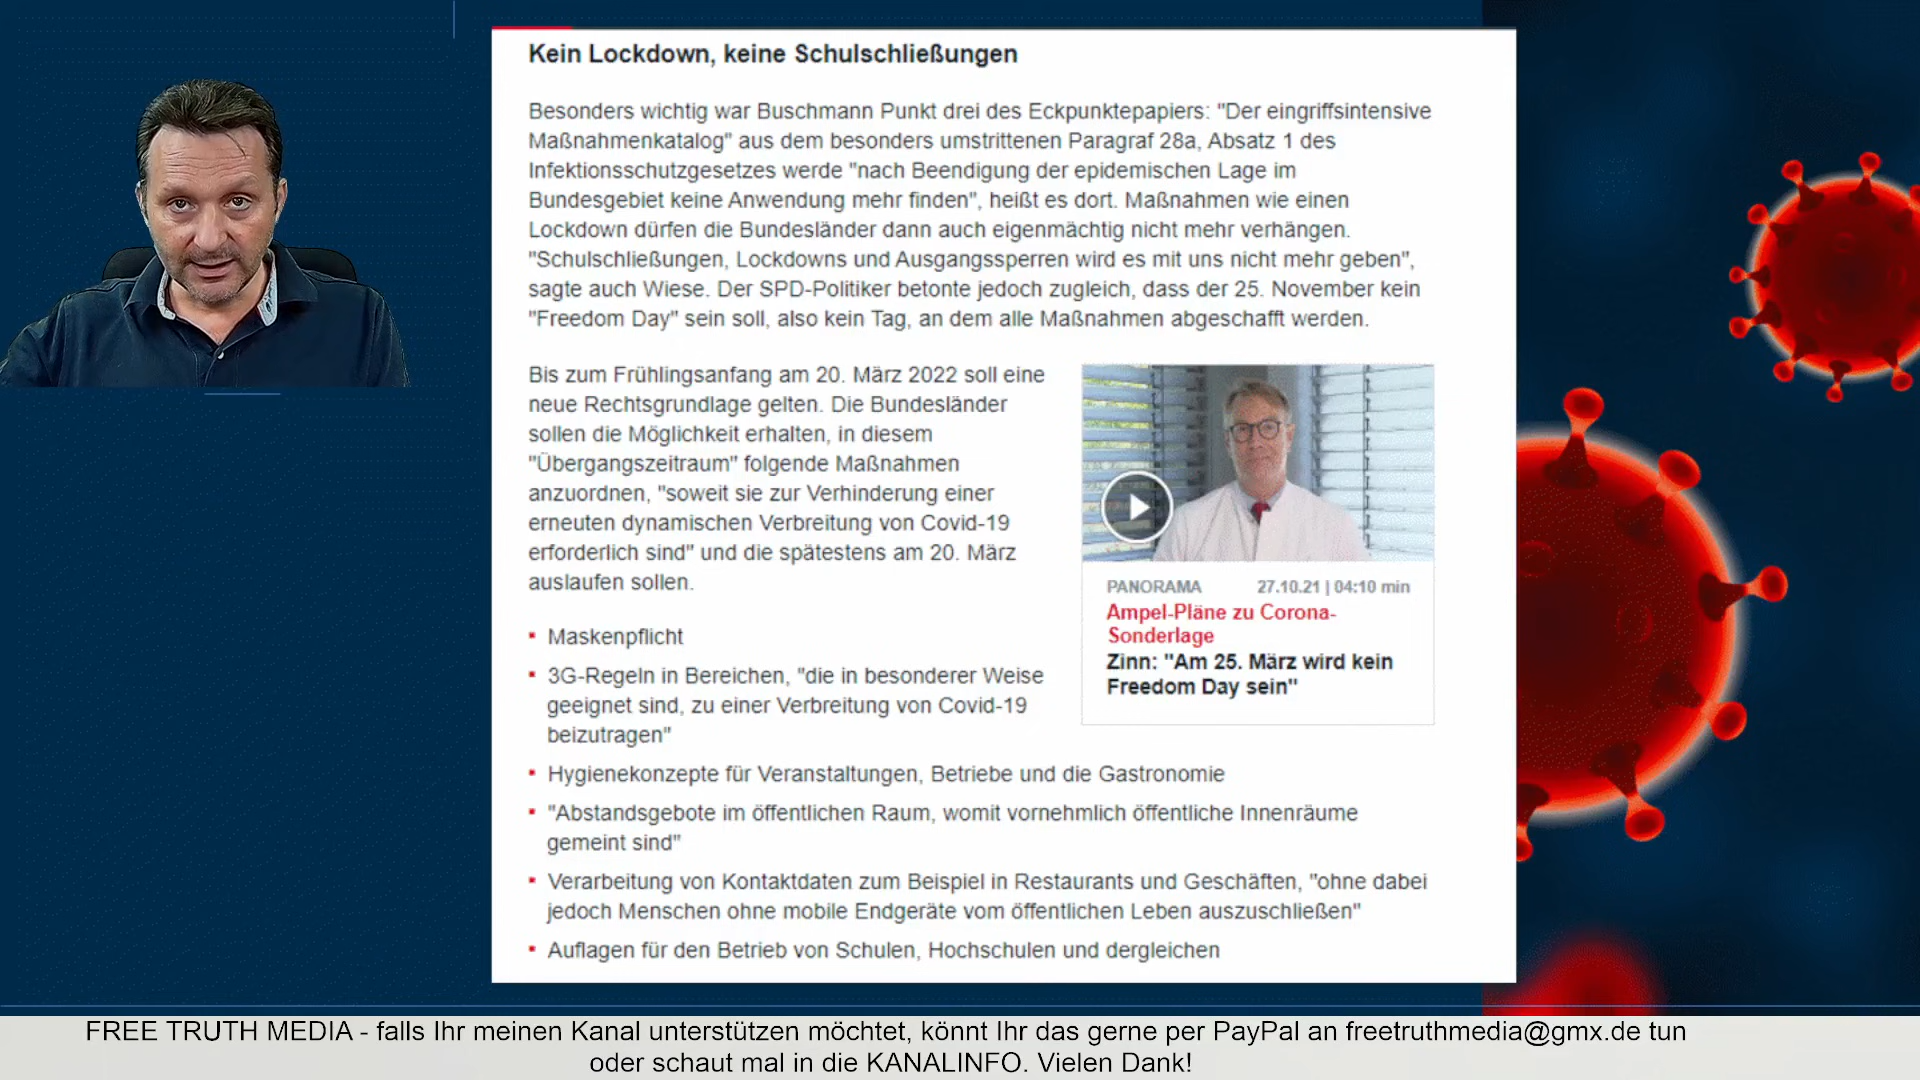 Kein Lockdown, keine Schulschließungen
Besonders wichtig war Buschmann Punkt drei des Eckpunktepapiers: "Der eingriffsintensive
Maßnahmenkatalog" aus dem besonders umstrittenen Paragraf 28a, Absatz 1 des
Infektionsschutzgesetzes werde "nach Beendigung der epidemischen Lage im
Bundesgebiet keine Anwendung mehr finden", heißt es dort. Maßnahmen wie einen
Lockdown dürfen die Bundesländer dann auch eigenmächtig nicht mehr verhängen.
"Schulschließungen, Lockdowns und Ausgangssperren wird es mit uns nicht mehr geben",
sagte auch Wiese. Der SPD-Politiker betonte jedoch zugleich, dass der 25. November kein
"Freedom Day" sein soll, also kein Tag, an dem alle Maßnahmen abgeschafft werden.
Bis zum Frühlingsanfang am 20. März 2022 soll eine
neue Rechtsgrundlage gelten. Die Bundesländer
sollen die Möglichkeit erhalten, in diesem
"Übergangszeitraum" folgende Maßnahmen
anzuordnen, "soweit sie zur Verhinderung einer
erneuten dynamischen Verbreitung von Covid-19
erforderlich sind" und die spätestens am 20. März
auslaufen sollen.
PANORAMA 27.10.21 | 04:10 min
Ampel-Pläne zu Corona-
Sonderlage
Zinn: "Am 25. März wird kein
Freedom Day sein"
Maskenpflicht
3G-Regeln in Bereichen, "die in besonderer Weise
geeignet sind, zu einer Verbreitung von Covid-19
beizutragen"
Hygienekonzepte für Veranstaltungen, Betriebe und die Gastronomie
"Abstandsgebote im öffentlichen Raum, womit vornehmlich öffentliche Innenräume
gemeint sind"
Verarbeitung von Kontaktdaten zum Beispiel in Restaurants und Geschäften, "ohne dabei
jedoch Menschen ohne mobile Endgeräte vom öffentlichen Leben auszuschließen"
Auflagen für den Betrieb von Schulen, Hochschulen und dergleichen
FREE TRUTH MEDIA - falls Ihr meinen Kanal unterstützen möchtet, könnt Ihr das gerne per PayPal an freetruthmedia@gmx.de tun
oder schaut mal in die KANALINFO. Vielen Dank!